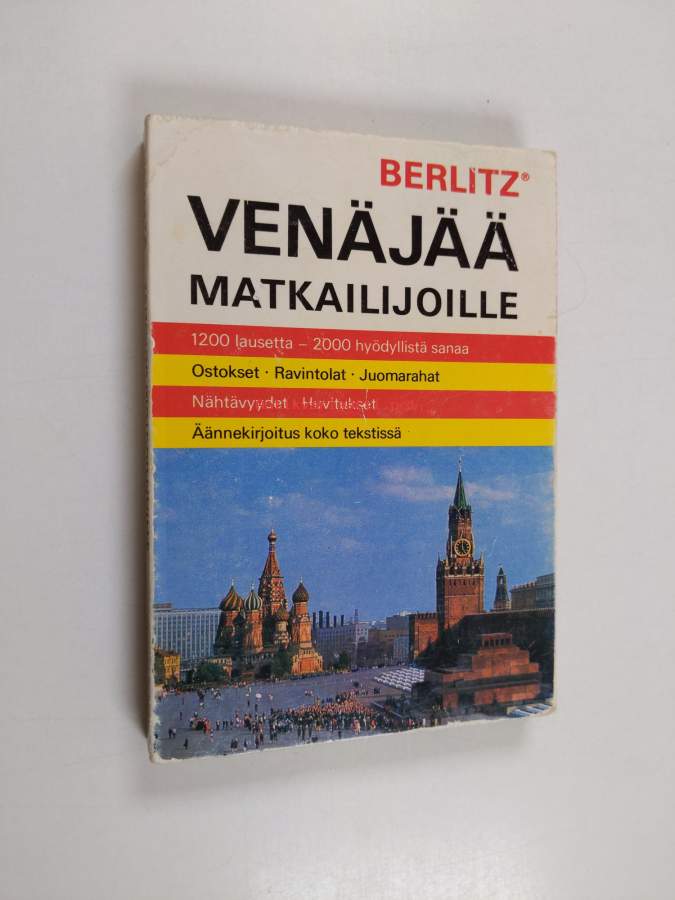 BERLITZ®
VENÄJÄÄ
MATKAILIJOILLE
1200 lausetta – 2000 hyödyllistä sanaa
Ostokset · Ravintolat · Juomarahat
Nähtävyydet · Huvitukset
Äännekirjoitus koko tekstissä